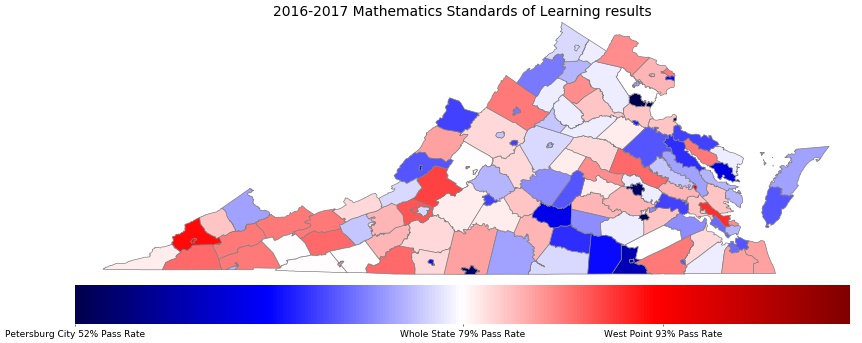 2016-2017 Mathematics Standards of Learning results
Petersburg City 52% Pass Rate Whole State 79% Pass Rate West Point 93% Pass Rate